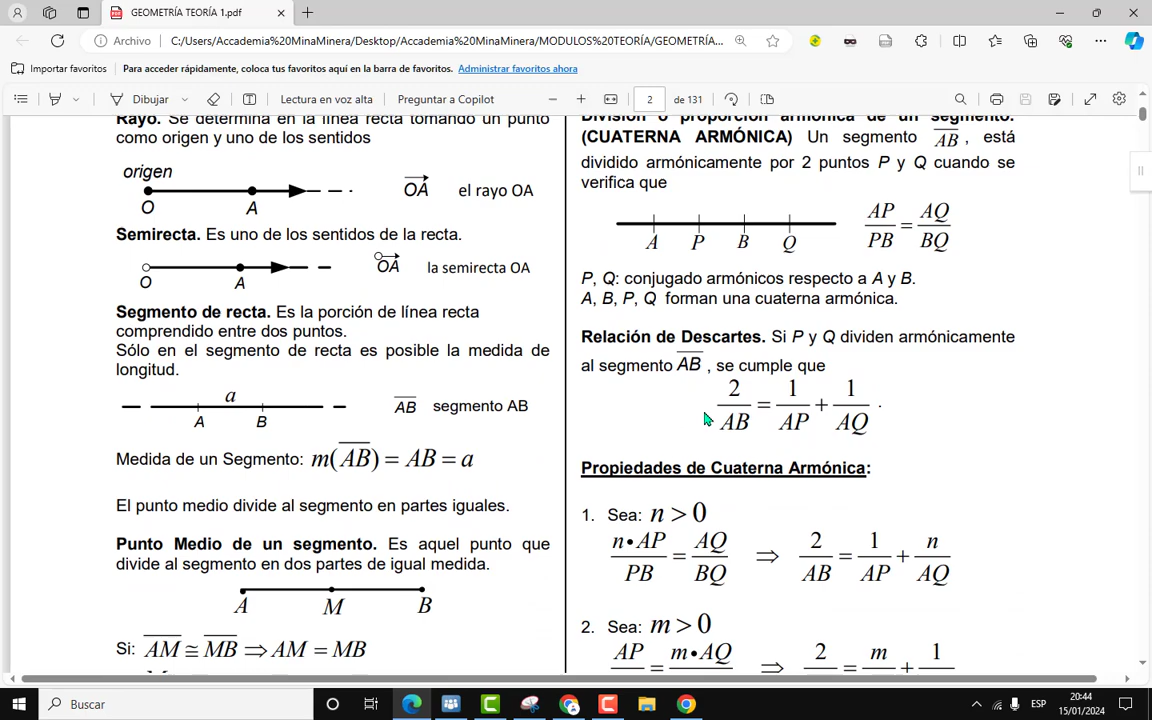 GEOMETRÍA TEORÍA 1.pdf
Archivo
C:/Users/Accademia%20MinaMinera/Desktop/Accademia%20MinaMinera/MODULOS%20TEORÍA/GEOMETRÍA...
Importar favoritos
Para acceder rápidamente, coloca tus favoritos aquí en la barra de favoritos. Administrar favoritos ahora
Dibujar
Lectura en voz alta
Preguntar a Copilot
2 de 131
Rayo. Se determina en la línea recta tomando un punto
como origen y uno de los sentidos
origen
O A
OA el rayo OA
Semirecta. Es uno de los sentidos de la recta.
O A
OA la semirecta OA
Segmento de recta. Es la porción de línea recta
comprendido entre dos puntos.
Sólo en el segmento de recta es posible la medida de
longitud.
a
A B
AB segmento AB
Medida de un Segmento: m(AB) = AB = a
El punto medio divide al segmento en partes iguales.
Punto Medio de un segmento. Es aquel punto que
divide al segmento en dos partes de igual medida.
A M B
Si: AM ≅ MB ⇒ AM = MB
División o proporción armónica de un segmento.
(CUATERNA ARMÓNICA) Un segmento AB, está
dividido armónicamente por 2 puntos P y Q cuando se
verifica que
A P B Q
AP/PB = AQ/BQ
P, Q: conjugado armónicos respecto a A y B.
A, B, P, Q forman una cuaterna armónica.
Relación de Descartes. Si P y Q dividen armónicamente
al segmento AB, se cumple que
2/AB = 1/AP + 1/AQ.
Propiedades de Cuaterna Armónica:
1. Sea: n > 0
n•AP/PB = AQ/BQ ⇒ 2/AB = 1/AP + n/AQ
2. Sea: m > 0
AP/ = m•AQ/ ⇒ 2/ = m/ + 1/
Buscar
ESP
20:44
15/01/2024